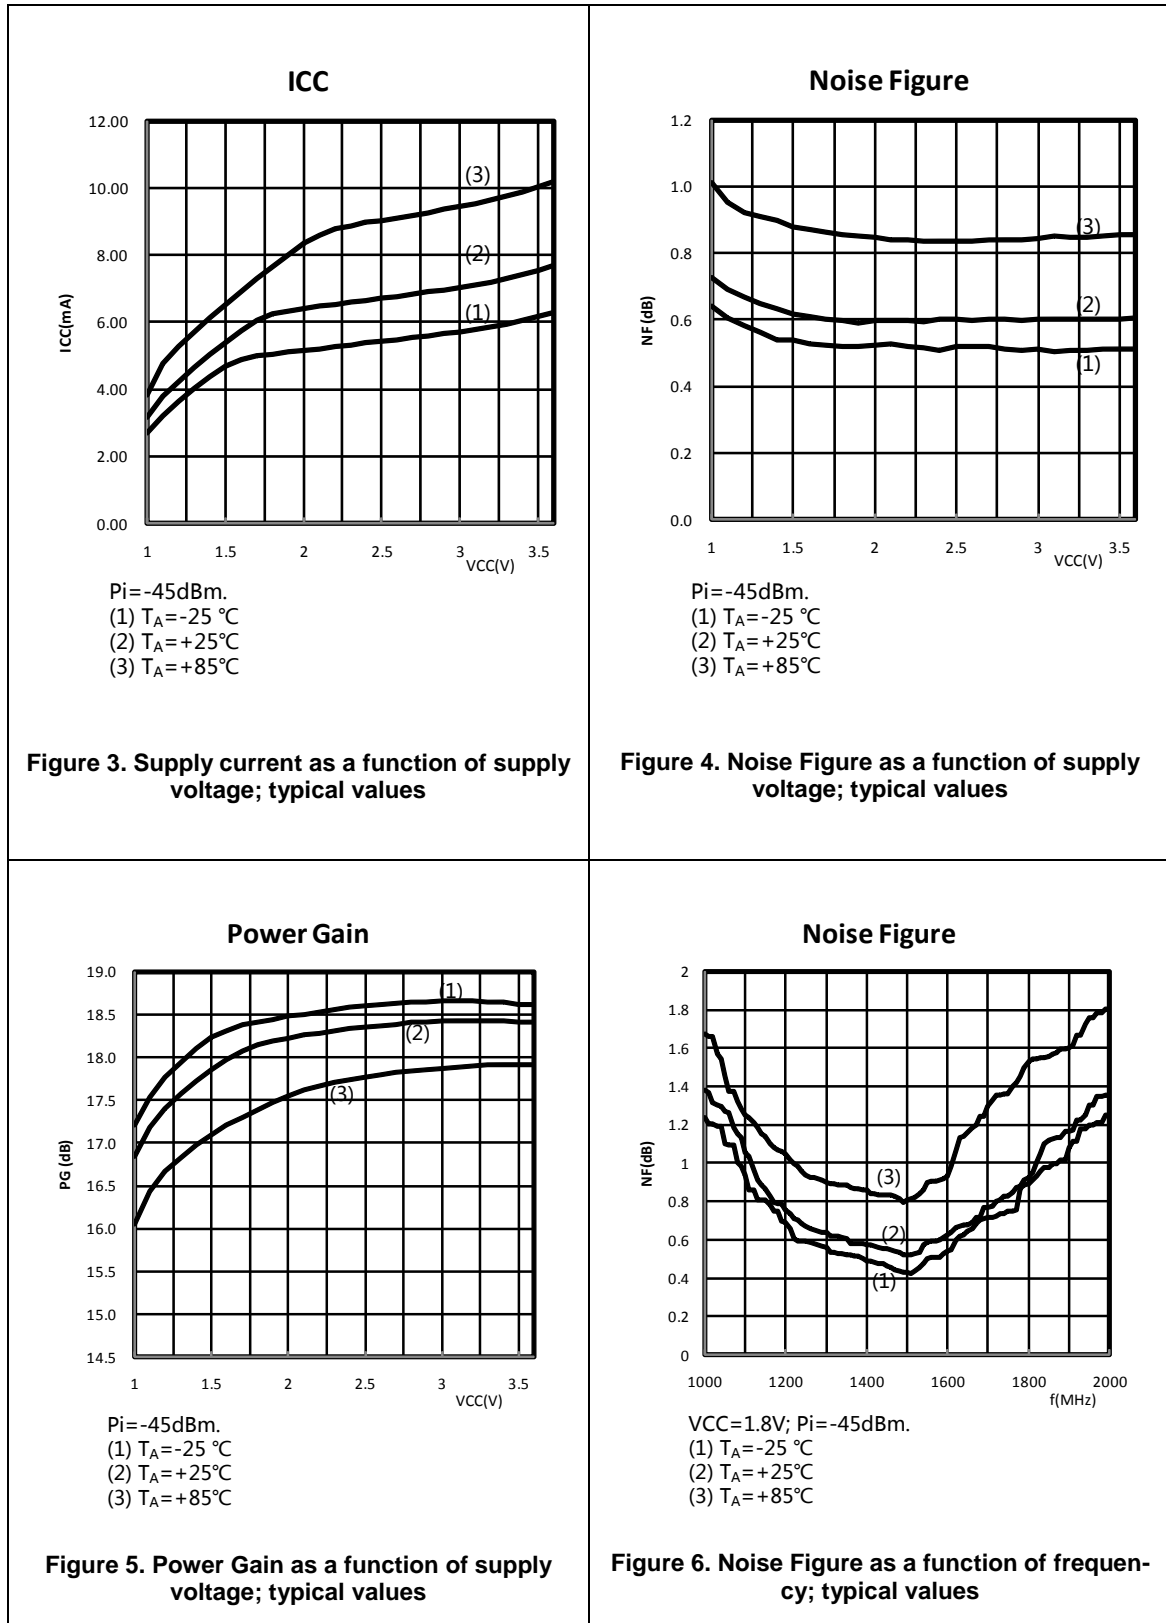 ICC
12.00
10.00
8.00
6.00
4.00
2.00
0.00
ICC(mA)
(3)
(2)
(1)
1 1.5 2 2.5 3 3.5
VCC(V)
Pi=-45dBm.
(1) TA=-25 ℃
(2) TA=+25℃
(3) TA=+85℃
Figure 3. Supply current as a function of supply
voltage; typical values
Noise Figure
1.2
1.0
0.8
0.6
0.4
0.2
0.0
NF (dB)
(3)
(2)
(1)
1 1.5 2 2.5 3 3.5
VCC(V)
Pi=-45dBm.
(1) TA=-25 ℃
(2) TA=+25℃
(3) TA=+85℃
Figure 4. Noise Figure as a function of supply
voltage; typical values
Power Gain
19.0
18.5
18.0
17.5
17.0
16.5
16.0
15.5
15.0
14.5
PG (dB)
(1)
(2)
(3)
1 1.5 2 2.5 3 3.5
VCC(V)
Pi=-45dBm.
(1) TA=-25 ℃
(2) TA=+25℃
(3) TA=+85℃
Figure 5. Power Gain as a function of supply
voltage; typical values
Noise Figure
2
1.8
1.6
1.4
1.2
1
0.8
0.6
0.4
0.2
0
NF(dB)
(3)
(2)
(1)
1000 1200 1400 1600 1800 2000
f(MHz)
VCC=1.8V; Pi=-45dBm.
(1) TA=-25 ℃
(2) TA=+25℃
(3) TA=+85℃
Figure 6. Noise Figure as a function of frequen-
cy; typical values